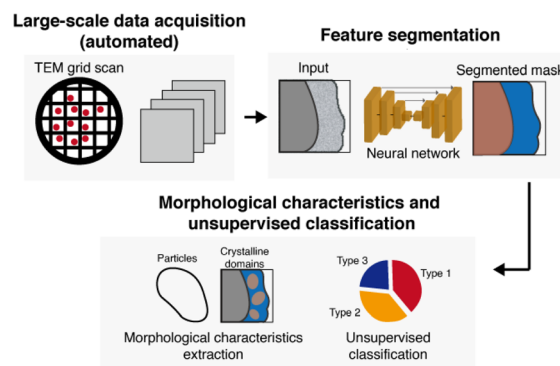 Large-scale data acquisition
(automated)
TEM grid scan
Feature segmentation
Input
Segmented mask
Neural network
Morphological characteristics and
unsupervised classification
Particles
Crystalline
domains
Type 3
Type 1
Type 2
Morphological characteristics
extraction
Unsupervised
classification